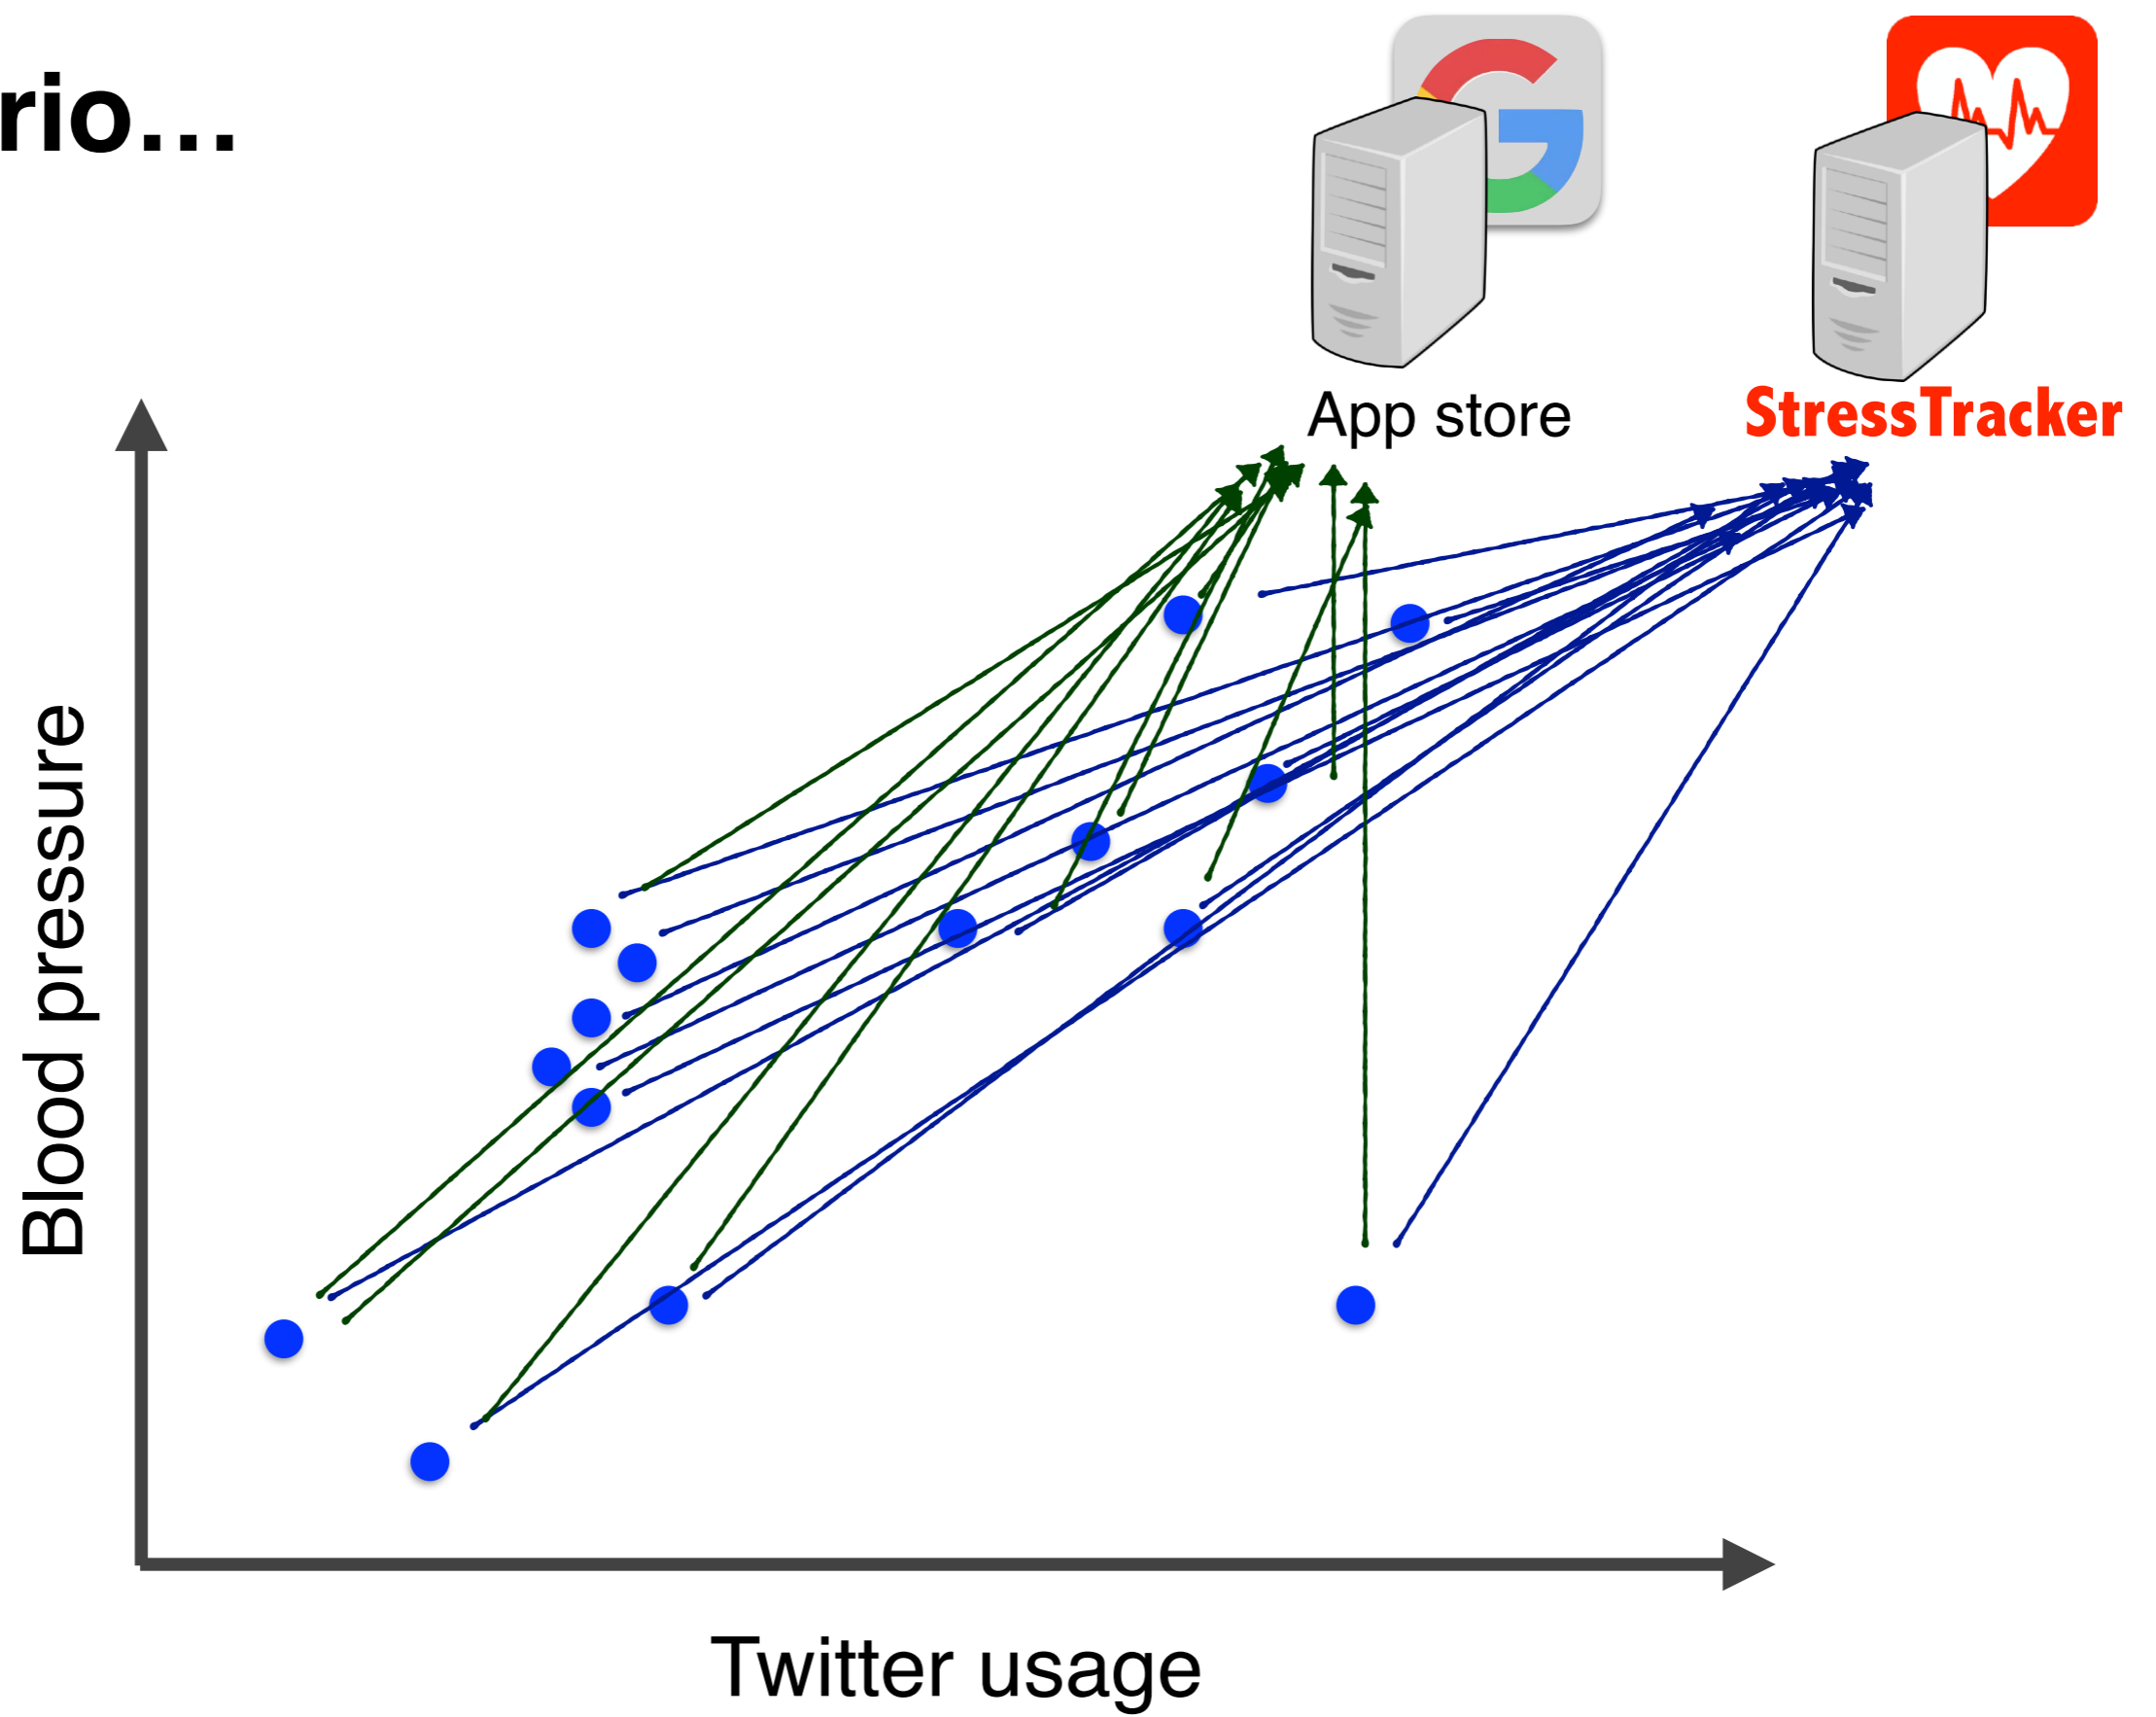 rio...
App store
StressTracker
Blood pressure
Twitter usage